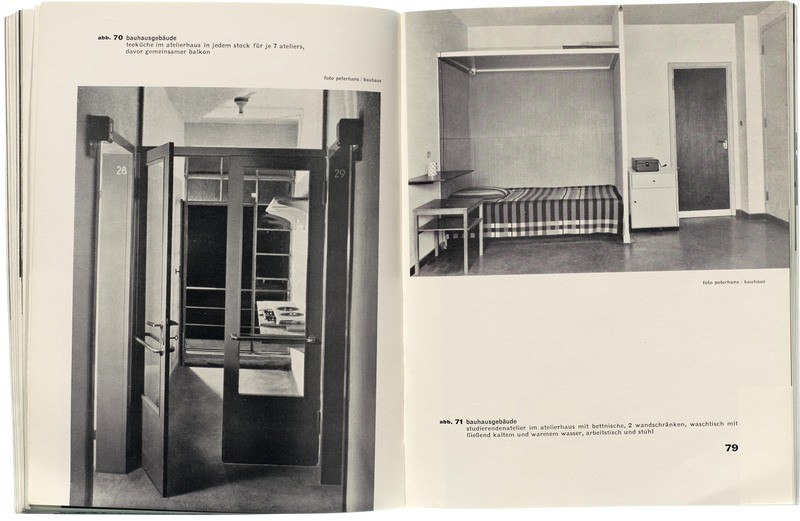 abb. 70 bauhausgebäude
teeküche im atelierhaus in jedem stock für je 7 ateliers,
davor gemeinsamer balkon
foto peterhans / bauhaus
28
29
foto peterhans / bauhaus
abb. 71 bauhausgebäude
studierendenatelier im atelierhaus mit bettnische, 2 wandschränken, waschtisch mit
fließend kaltem und warmem wasser, arbeitstisch und stuhl
79